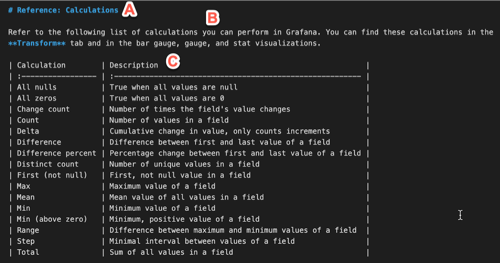 # Reference: Calculations
A
B
Refer to the following list of calculations you can perform in Grafana. You can find these calculations in the
**Transform** tab and in the bar gauge, gauge, and stat visualizations.
C
| Calculation | Description |
| :---------------- | :-------------------------------------------------------- |
| All nulls | True when all values are null |
| All zeros | True when all values are 0 |
| Change count | Number of times the field's value changes |
| Count | Number of values in a field |
| Delta | Cumulative change in value, only counts increments |
| Difference | Difference between first and last value of a field |
| Difference percent | Percentage change between first and last value of a field |
| Distinct count | Number of unique values in a field |
| First (not null) | First, not null value in a field |
| Max | Maximum value of a field |
| Mean | Mean value of all values in a field |
| Min | Minimum value of a field |
| Min (above zero) | Minimum, positive value of a field |
| Range | Difference between maximum and minimum values of a field |
| Step | Minimal interval between values of a field |
| Total | Sum of all values in a field |